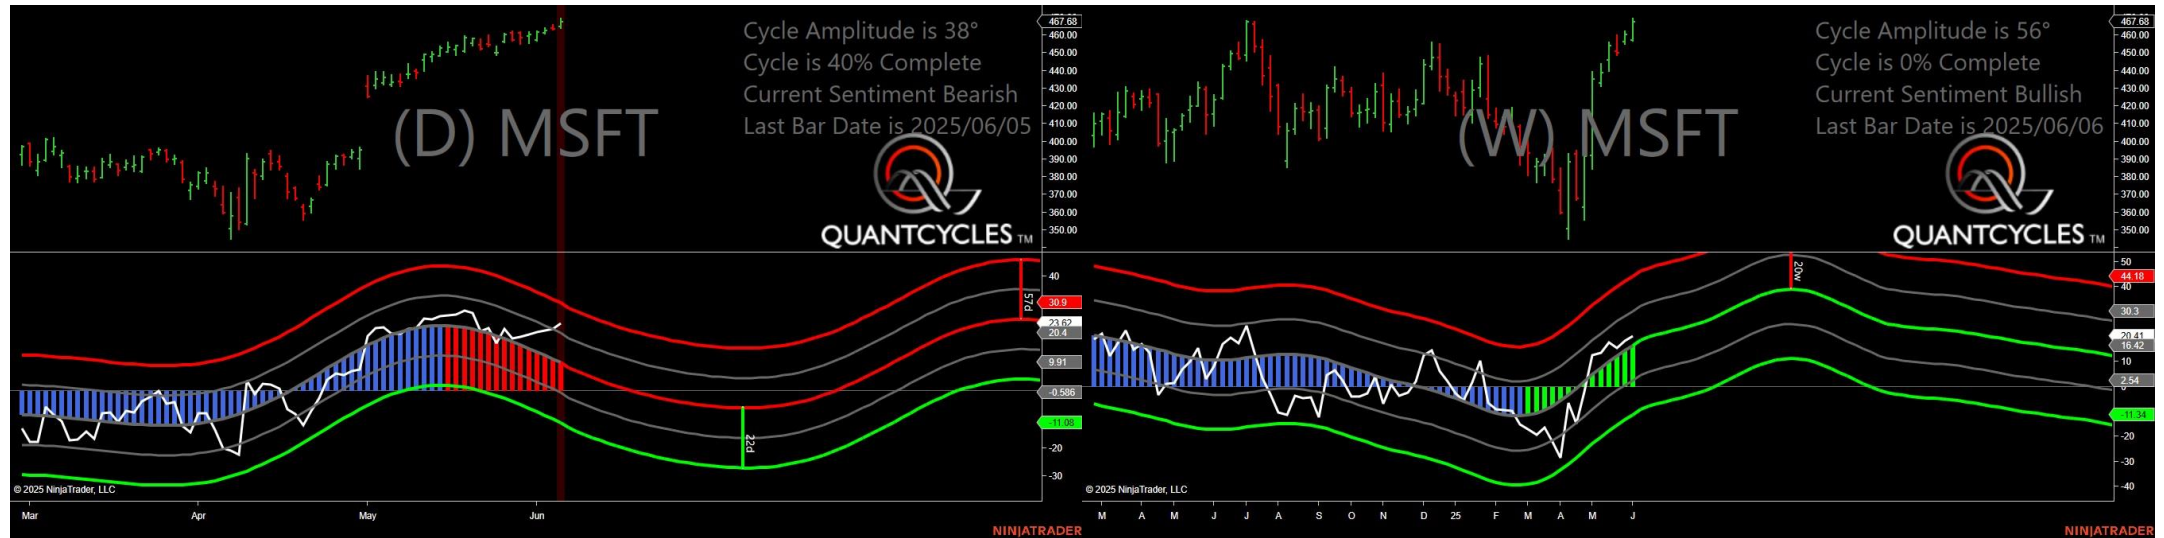 Cycle Amplitude is 38°
Cycle is 40% Complete
Current Sentiment Bearish
Last Bar Date is 2025/06/05
(D) MSFT
QUANTCYCLES TM
467.68
460.00
450.00
440.00
430.00
420.00
410.00
400.00
390.00
380.00
370.00
360.00
350.00
40
30.9
23.62
20.4
9.91
-0.586
-11.08
-20
-30
57d
22d
© 2025 NinjaTrader, LLC
Mar Apr May Jun
NINJATRADER
Cycle Amplitude is 56°
Cycle is 0% Complete
Current Sentiment Bullish
Last Bar Date is 2025/06/06
(W) MSFT
QUANTCYCLES TM
467.68
460.00
450.00
440.00
430.00
420.00
410.00
400.00
390.00
380.00
370.00
360.00
350.00
50
44.18
40
30.3
20.41
16.42
10
2.54
-11.34
-20
-30
-40
20w
© 2025 NinjaTrader, LLC
M A M J J A S O N D 25 F M A M J
NINJATRADER